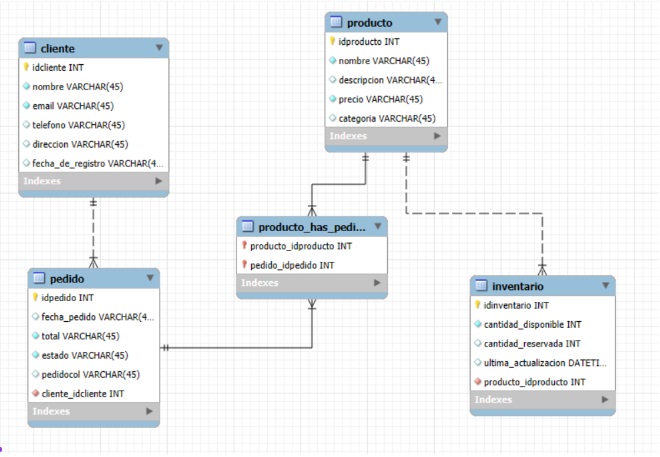 cliente
idcliente INT
nombre VARCHAR(45)
email VARCHAR(45)
telefono VARCHAR(45)
direccion VARCHAR(45)
fecha_de_registro VARCHAR(4...
Indexes
producto
idproducto INT
nombre VARCHAR(45)
descripcion VARCHAR(4...
precio VARCHAR(45)
categoria VARCHAR(45)
Indexes
producto_has_pedi...
producto_idproducto INT
pedido_idpedido INT
Indexes
pedido
idpedido INT
fecha_pedido VARCHAR(4...
total VARCHAR(45)
estado VARCHAR(45)
pedidocol VARCHAR(45)
cliente_idcliente INT
Indexes
inventario
idinventario INT
cantidad_disponible INT
cantidad_reservada INT
ultima_actualizacion DATETI...
producto_idproducto INT
Indexes